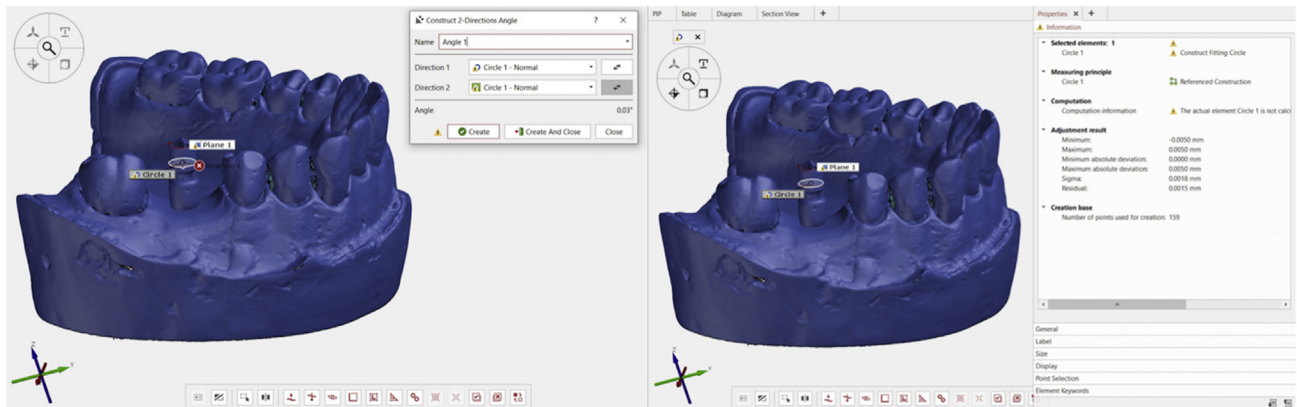 Construct 2-Directions Angle ? ×
Name Angle 1
Direction 1 Circle 1 - Normal
Direction 2 Circle 1 - Normal
Angle 0.03°
Create Create And Close Close
Plane 1
Circle 1
Z
Y
PIP Table Diagram Section View +
Plane 1
Circle 1
Z
Y
Properties × +
Information
Selected elements: 1
Circle 1 Construct Fitting Circle
Measuring principle
Circle 1 Referenced Construction
Computation
Computation information The actual element Circle 1 is not calc
Adjustment result
Minimum: -0.0050 mm
Maximum: 0.0050 mm
Minimum absolute deviation: 0.0000 mm
Maximum absolute deviation: 0.0050 mm
Sigma: 0.0018 mm
Residual: 0.0015 mm
Creation base
Number of points used for creation: 159
General
Label
Size
Display
Point Selection
Element Keywords